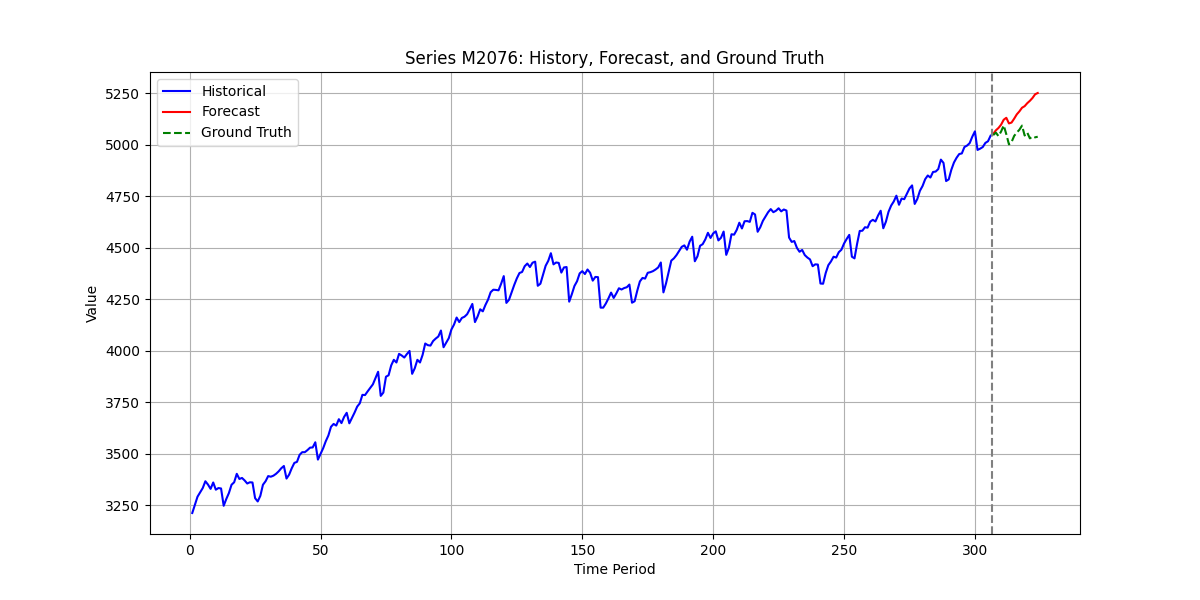 Series M2076: History, Forecast, and Ground Truth
Historical
Forecast
Ground Truth
5250
5000
4750
4500
4250
4000
3750
3500
3250
Value
0 50 100 150 200 250 300
Time Period